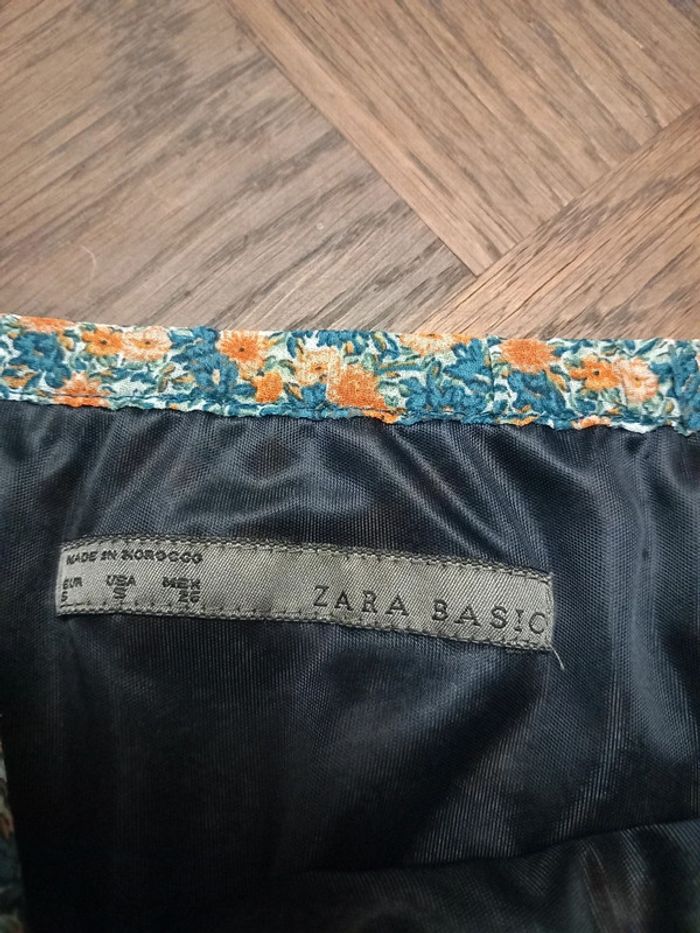 MADE IN MOROCCO
EUR USA MEX
S S 26
ZARA BASIC